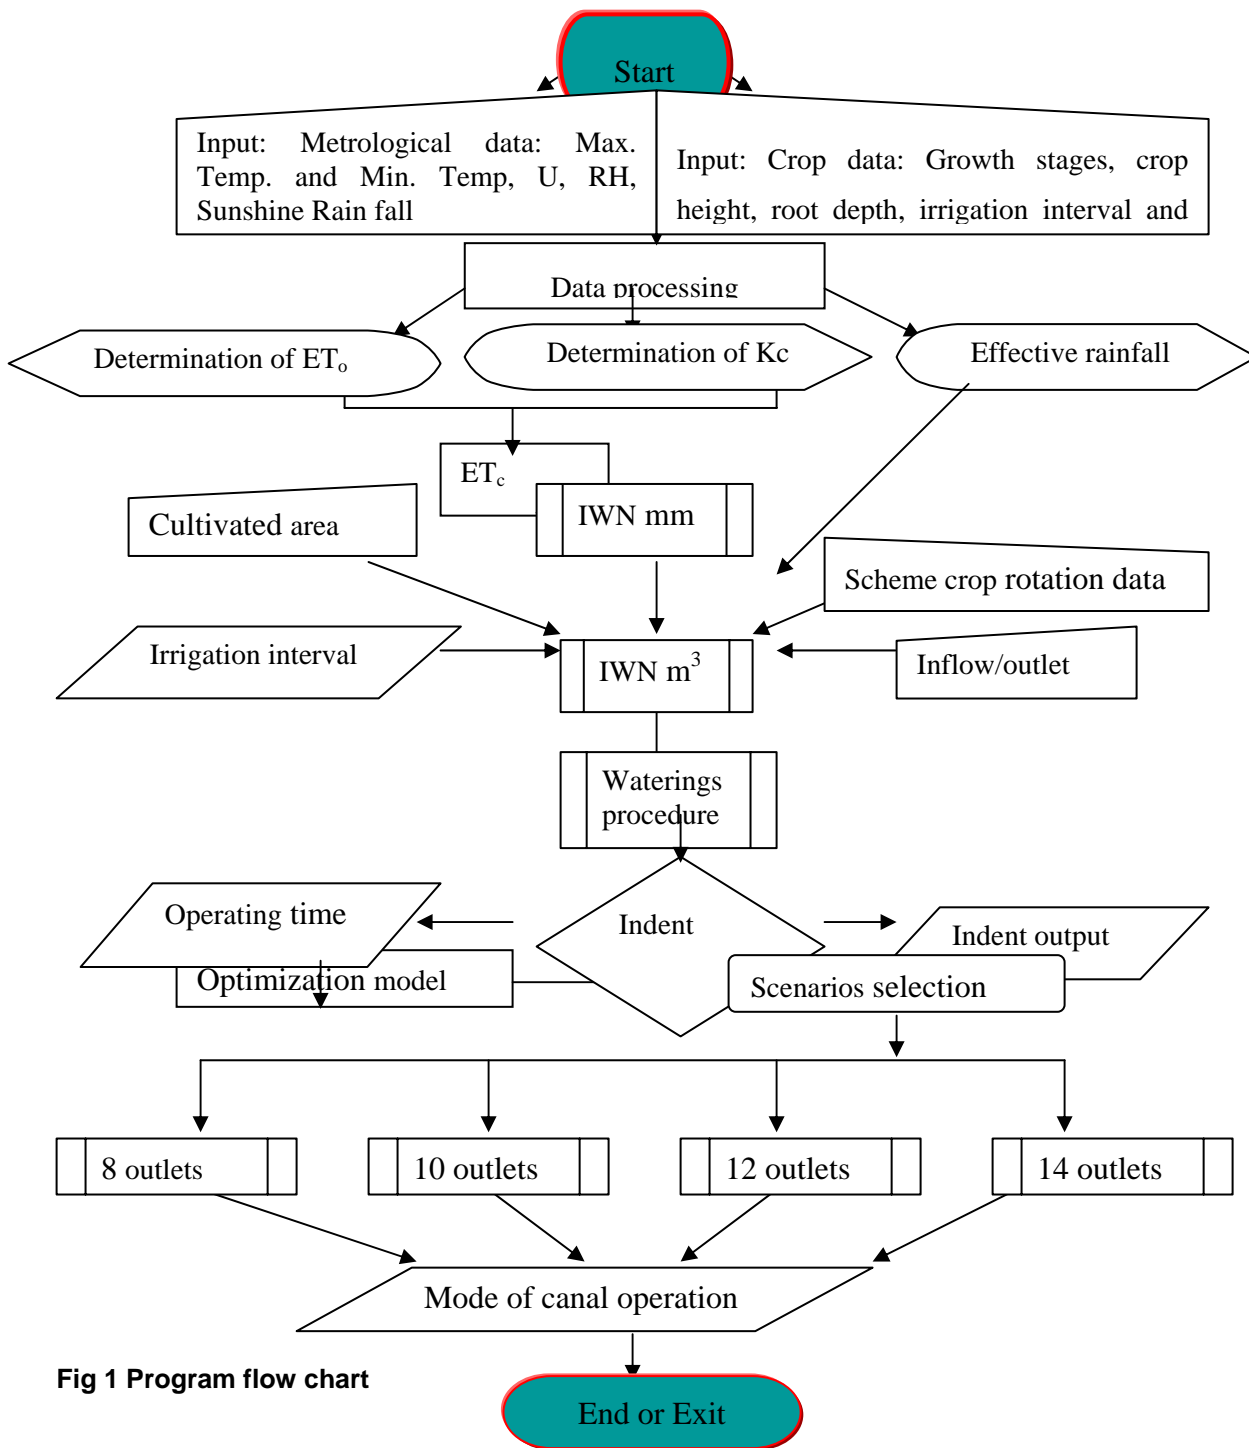 Start
Input: Metrological data: Max.
Temp. and Min. Temp, U, RH,
Sunshine Rain fall
Input: Crop data: Growth stages, crop
height, root depth, irrigation interval and
Data processing
Determination of ETo
Determination of Kc
Effective rainfall
ETc
IWN mm
Cultivated area
Scheme crop rotation data
Irrigation interval
IWN m3
Inflow/outlet
Waterings
procedure
Operating time
Indent
Indent output
Optimization model
Scenarios selection
8 outlets
10 outlets
12 outlets
14 outlets
Mode of canal operation
Fig 1 Program flow chart
End or Exit